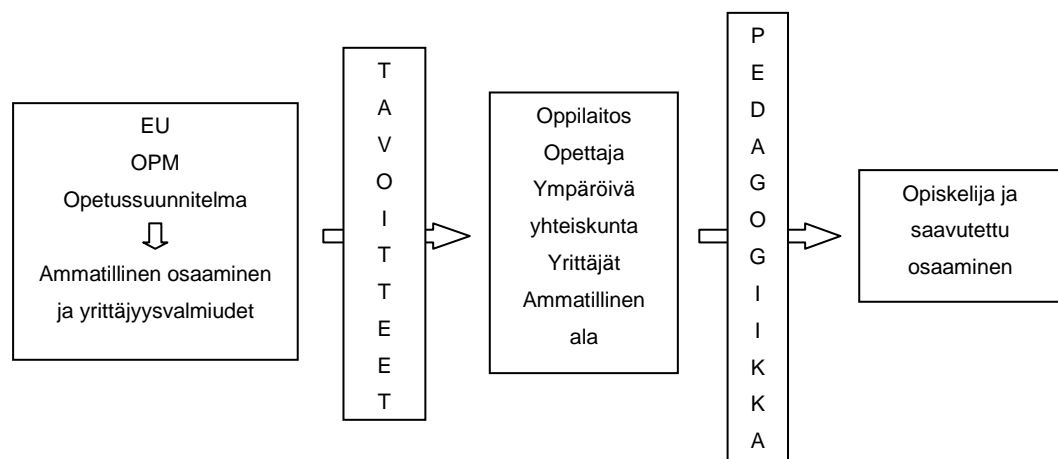 EU
OPM
Opetussuunnitelma
Ammatillinen osaaminen
ja yrittäjyysvalmiudet
T
A
V
O
I
T
T
E
E
T
Oppilaitos
Opettaja
Ympäröivä
yhteiskunta
Yrittäjät
Ammatillinen
ala
P
E
D
A
G
O
G
I
I
K
K
A
Opiskelija ja
saavutettu
osaaminen